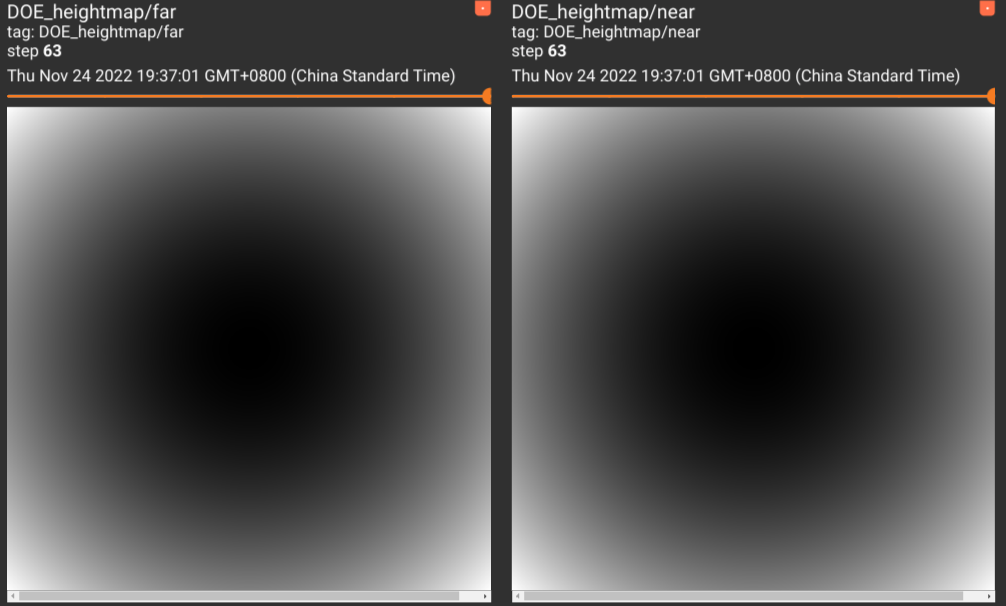 DOE_heightmap/far
tag: DOE_heightmap/far
step 63
Thu Nov 24 2022 19:37:01 GMT+0800 (China Standard Time)
DOE_heightmap/near
tag: DOE_heightmap/near
step 63
Thu Nov 24 2022 19:37:01 GMT+0800 (China Standard Time)